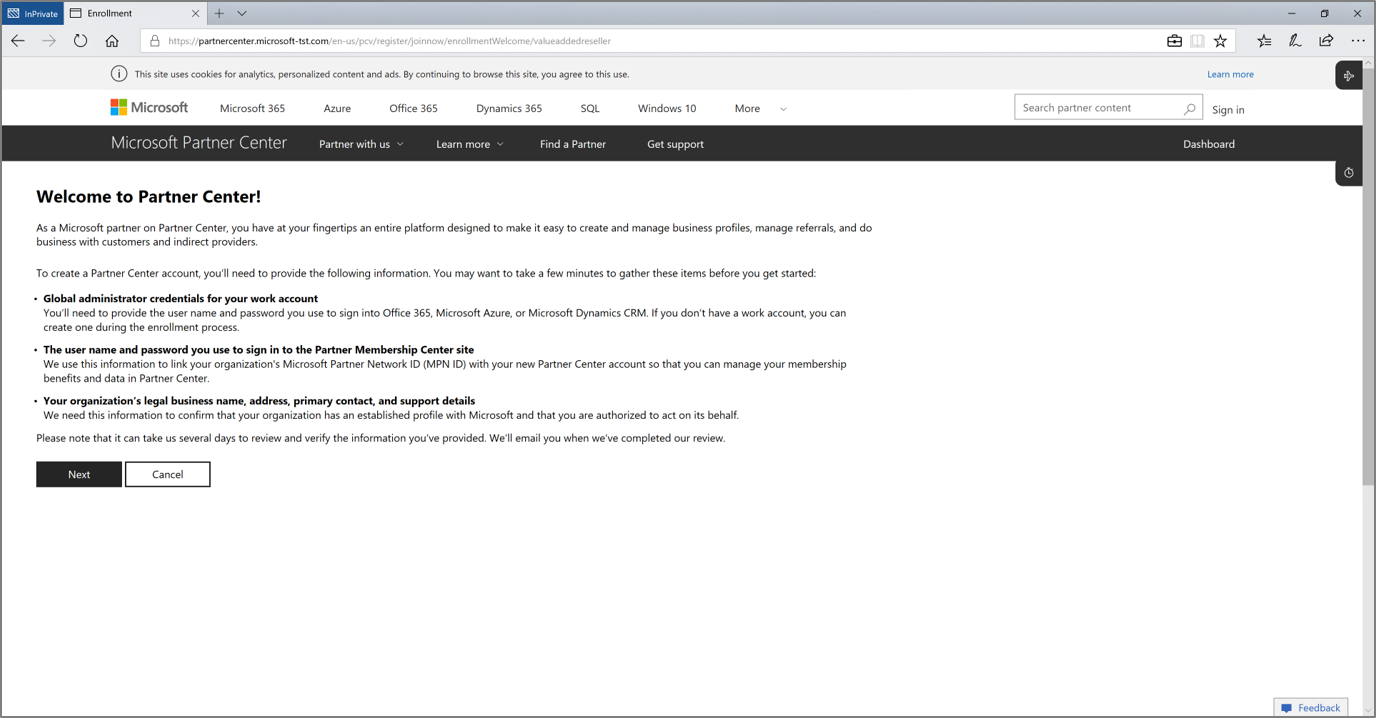 InPrivate
Enrollment
https://partnercenter.microsoft-tst.com/en-us/pcv/register/joinnow/enrollmentWelcome/valueaddedreseller
This site uses cookies for analytics, personalized content and ads. By continuing to browse this site, you agree to this use.
Learn more
Microsoft
Microsoft 365
Azure
Office 365
Dynamics 365
SQL
Windows 10
More
Search partner content
Sign in
Microsoft Partner Center
Partner with us
Learn more
Find a Partner
Get support
Dashboard
Welcome to Partner Center!
As a Microsoft partner on Partner Center, you have at your fingertips an entire platform designed to make it easy to create and manage business profiles, manage referrals, and do
business with customers and indirect providers.
To create a Partner Center account, you'll need to provide the following information. You may want to take a few minutes to gather these items before you get started:
• Global administrator credentials for your work account
You'll need to provide the user name and password you use to sign into Office 365, Microsoft Azure, or Microsoft Dynamics CRM. If you don't have a work account, you can
create one during the enrollment process.
• The user name and password you use to sign in to the Partner Membership Center site
We use this information to link your organization's Microsoft Partner Network ID (MPN ID) with your new Partner Center account so that you can manage your membership
benefits and data in Partner Center.
• Your organization's legal business name, address, primary contact, and support details
We need this information to confirm that your organization has an established profile with Microsoft and that you are authorized to act on its behalf.
Please note that it can take us several days to review and verify the information you've provided. We'll email you when we've completed our review.
Next
Cancel
Feedback